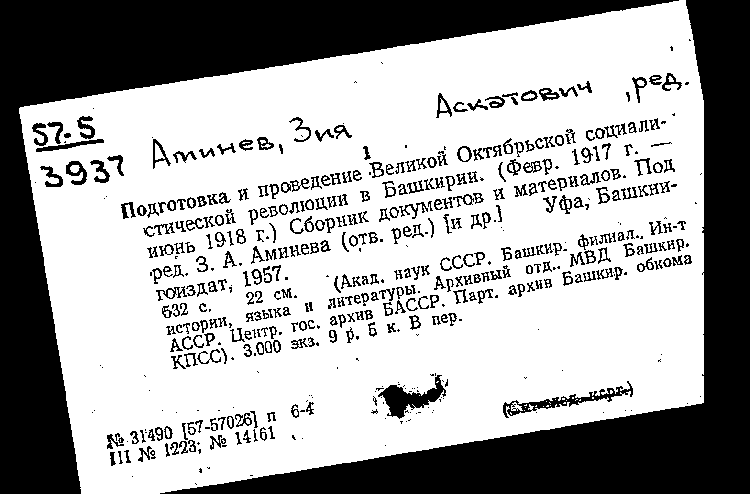 57-5
3937
Аминев, Зия Аскатович, ред.
Подготовка и проведение Великой Октябрьской социали-
стической революции в Башкирии. (Февр. 1917 г. —
июнь 1918 г.) Сборник документов и материалов. Под
ред. З. А. Аминева (отв. ред.) [и др.] Уфа, Башкни-
гоиздат, 1957.
632 с. 22 см. (Акад. наук СССР. Башкир. филиал., Ин-т
истории, языка и литературы. Архивный отд.. МВД Башкир.
АССР. Центр. гос. архив БАССР. Парт. архив Башкир. обкома
КПСС). 3.000 экз. 9 р. 5 к. В пер.
№ 31490 [57-57026] п 6-4
III № 1223; № 14161